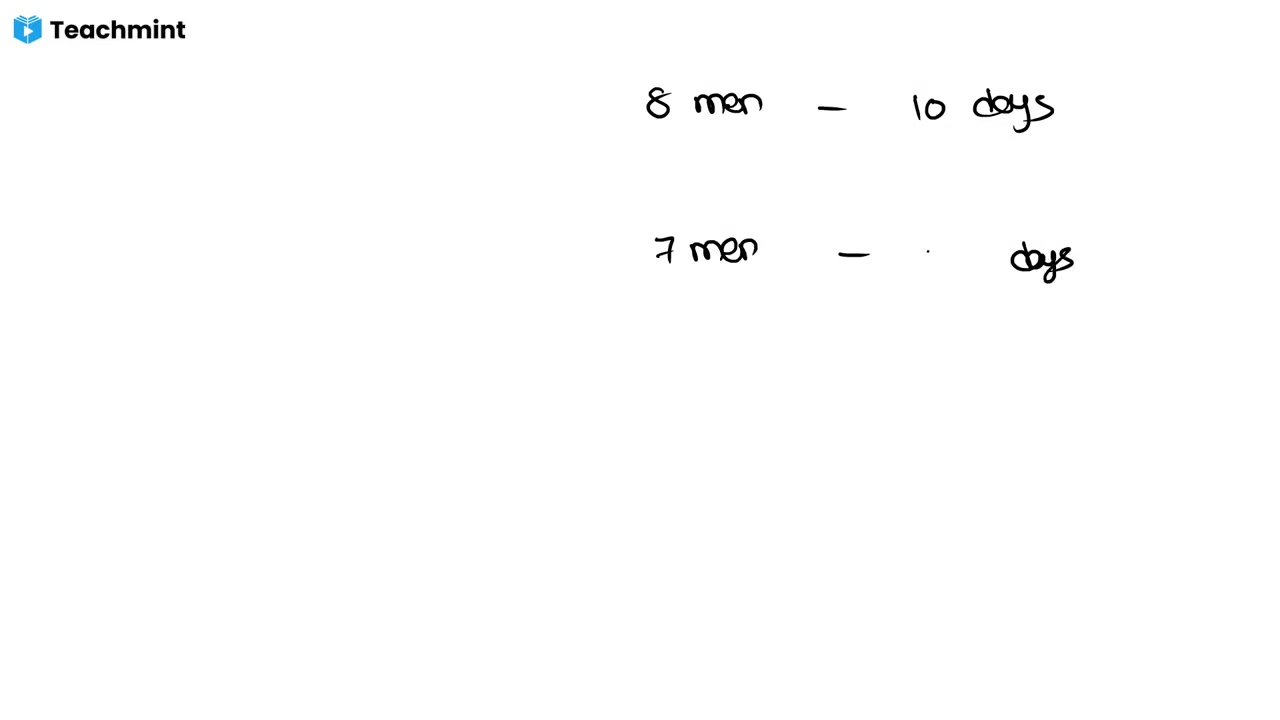 Teachmint
8 men – 10 days
7 men – days